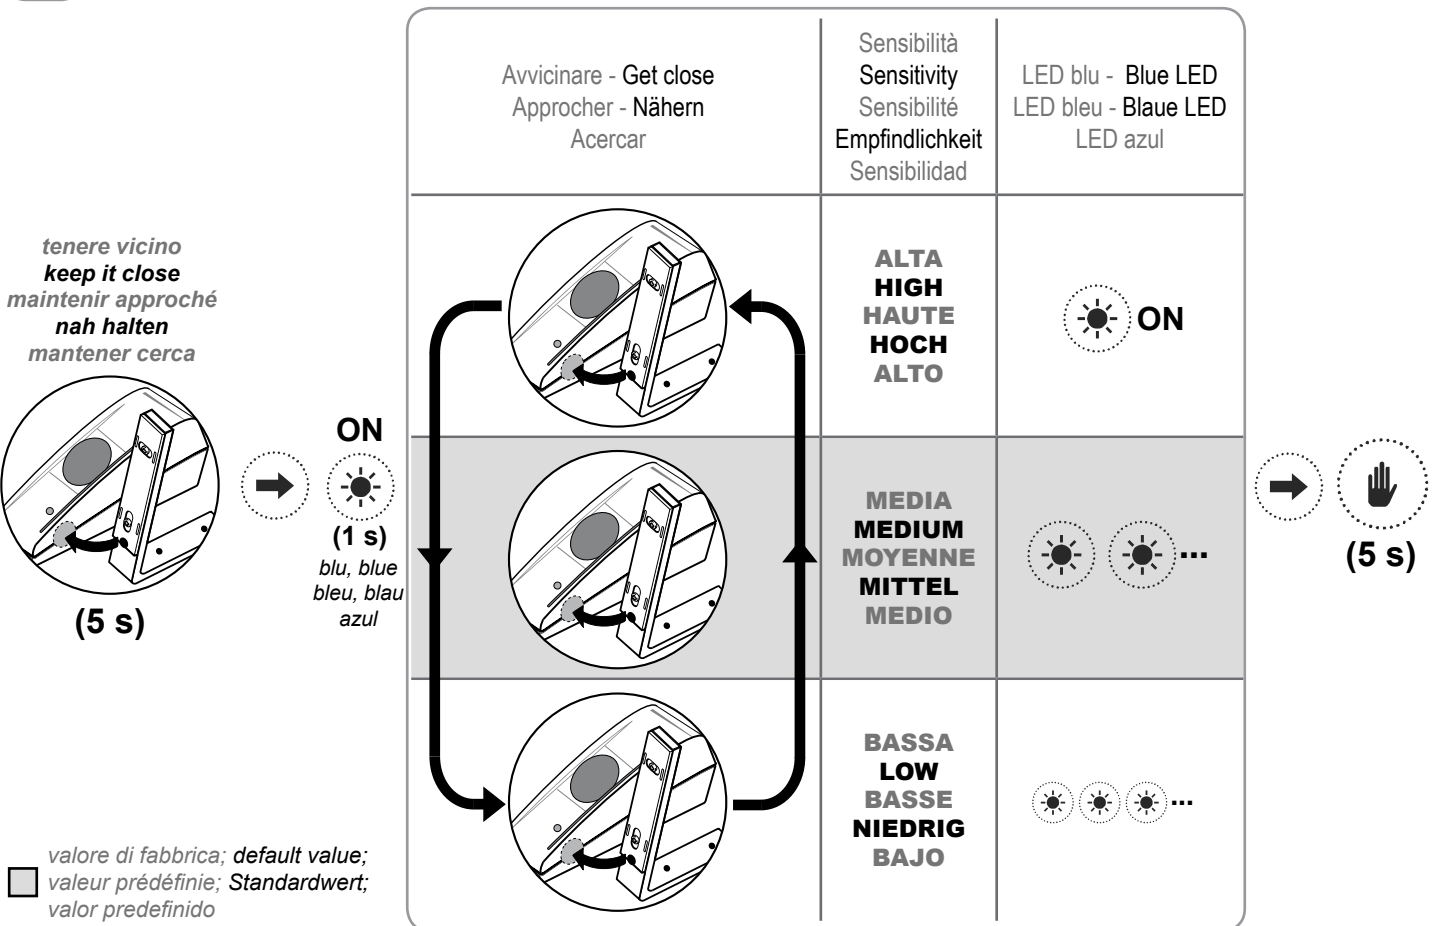 Avvicinare - Get close
Approcher - Nähern
Acercar
Sensibilità
Sensitivity
Sensibilité
Empfindlichkeit
Sensibilidad
LED blu - Blue LED
LED bleu - Blaue LED
LED azul
tenere vicino
keep it close
maintenir approché
nah halten
mantener cerca
(5 s)
ON
(1 s)
blu, blue
bleu, blau
azul
ALTA
HIGH
HAUTE
HOCH
ALTO
ON
MEDIA
MEDIUM
MOYENNE
MITTEL
MEDIO
...
BASSA
LOW
BASSE
NIEDRIG
BAJO
...
(5 s)
valore di fabbrica; default value;
valeur prédéfinie; Standardwert;
valor predefinido